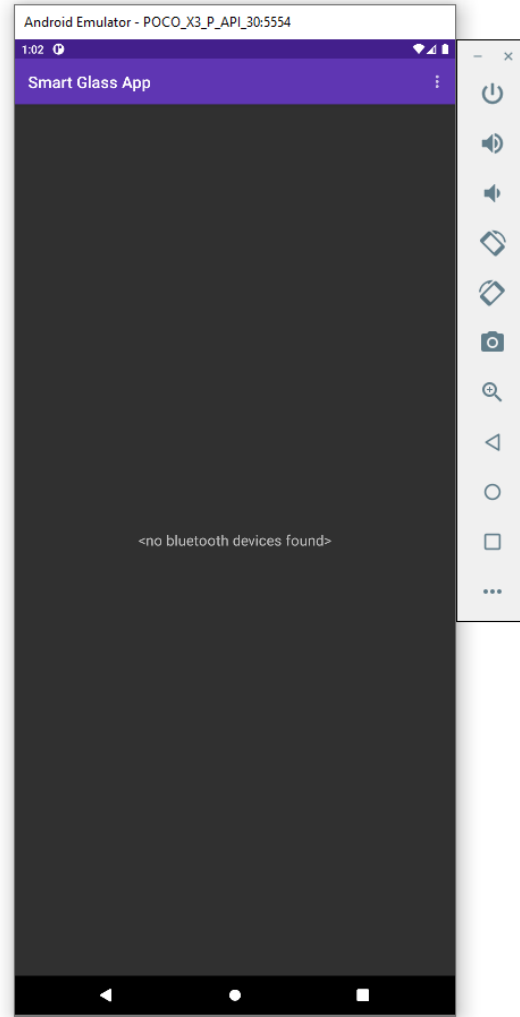 Android Emulator - POCO_X3_P_API_30:5554
1:02
Smart Glass App
<no bluetooth devices found>